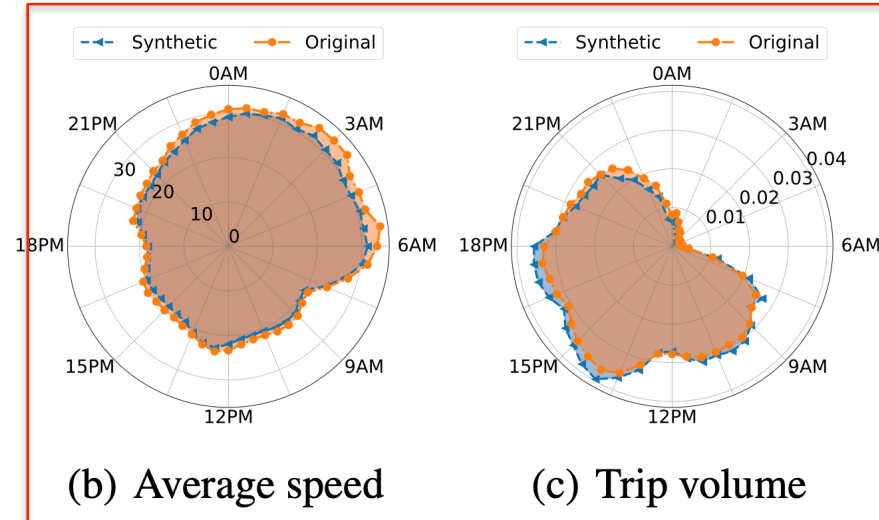 Synthetic Original
0AM
3AM
6AM
9AM
12PM
15PM
18PM
21PM
0
10
20
30
(b) Average speed
Synthetic Original
0AM
3AM
6AM
9AM
12PM
15PM
18PM
21PM
0.01
0.02
0.03
0.04
(c) Trip volume